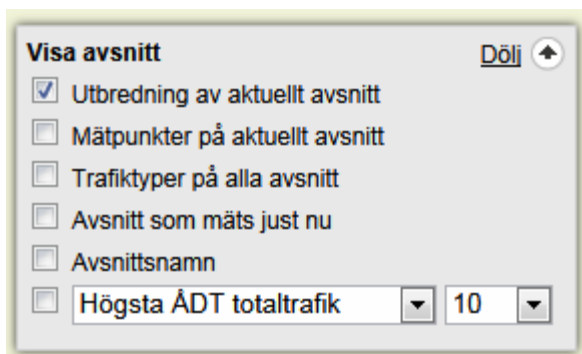 Visa avsnitt Dölj
Utbredning av aktuellt avsnitt
Mätpunkter på aktuellt avsnitt
Trafiktyper på alla avsnitt
Avsnitt som mäts just nu
Avsnittsnamn
Högsta ÅDT totaltrafik 10